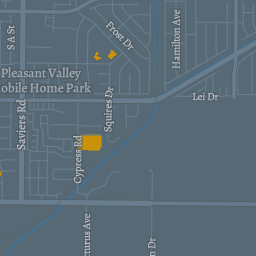 S A St
Frost Dr
Hamilton Ave
Pleasant Valley
obile Home Park
Lei Dr
Saviers Rd
Squires Dr
Cypress Rd
cturus Ave
n Dr